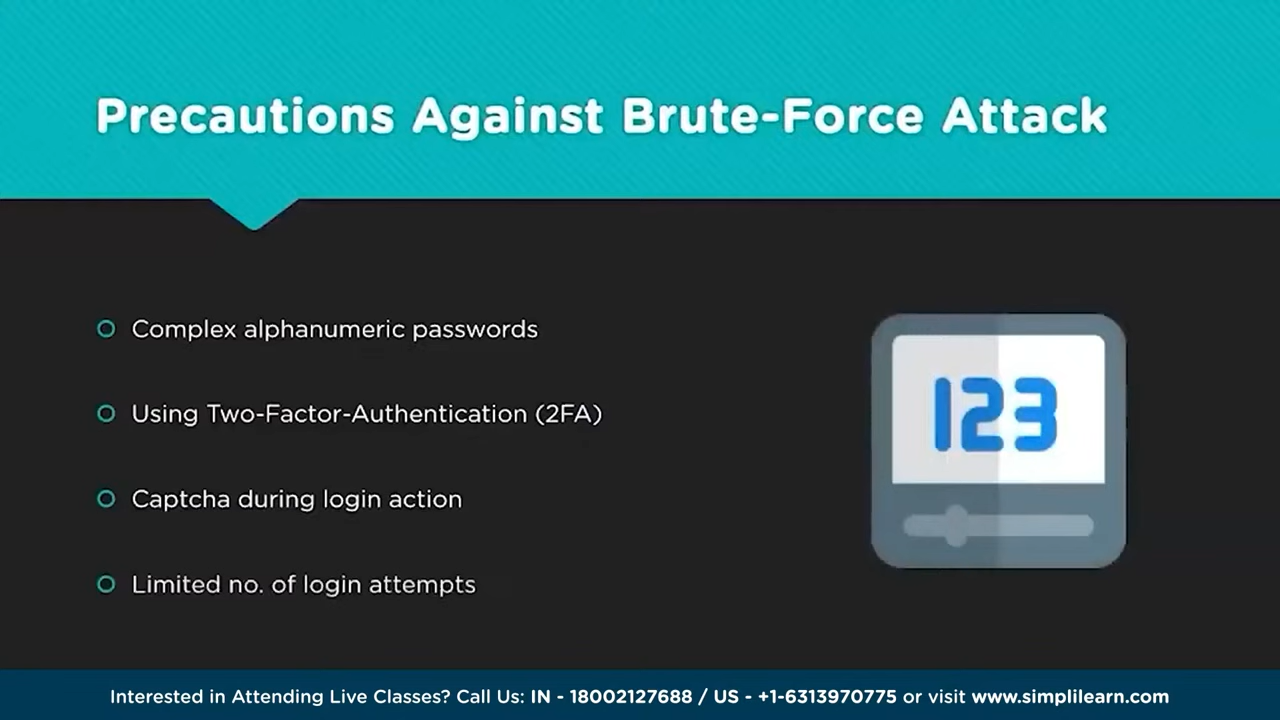 Precautions Against Brute-Force Attack
Complex alphanumeric passwords
Using Two-Factor-Authentication (2FA)
Captcha during login action
Limited no. of login attempts
123
Interested in Attending Live Classes? Call Us: IN - 18002127688 / US - +1-6313970775 or visit www.simplilearn.com